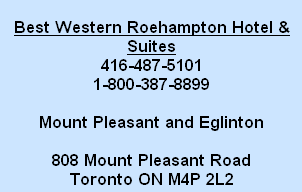 Best Western Roehampton Hotel &
Suites
416-487-5101
1-800-387-8899
Mount Pleasant and Eglinton
808 Mount Pleasant Road
Toronto ON M4P 2L2